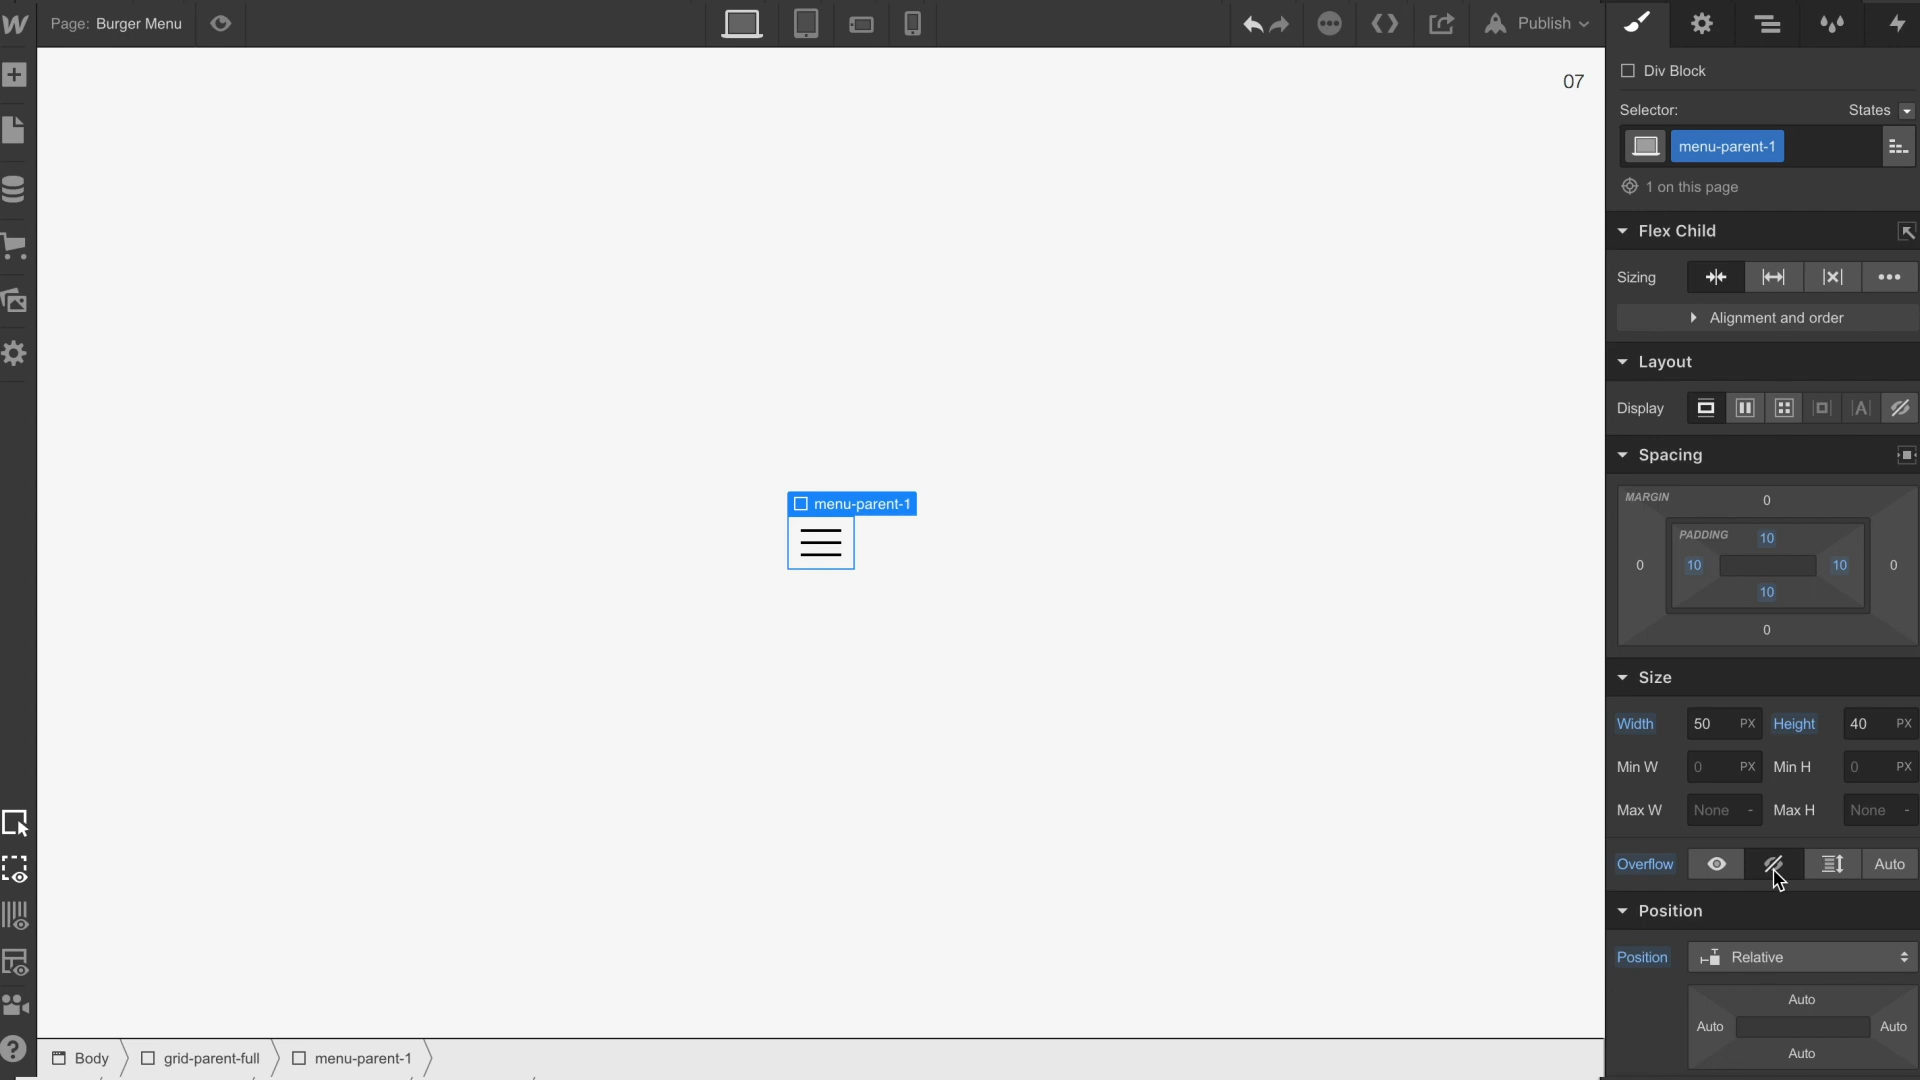 Page: Burger Menu
Publish
07
Div Block
Selector:
States
menu-parent-1
1 on this page
Flex Child
Sizing
Alignment and order
Layout
Display
Spacing
MARGIN
0
PADDING
10
0
10
10
0
10
0
menu-parent-1
Size
Width 50 PX Height 40 PX
Min W 0 PX Min H 0 PX
Max W None - Max H None -
Overflow Auto
Position
Position Relative
Auto
Auto Auto
Auto
Body grid-parent-full menu-parent-1